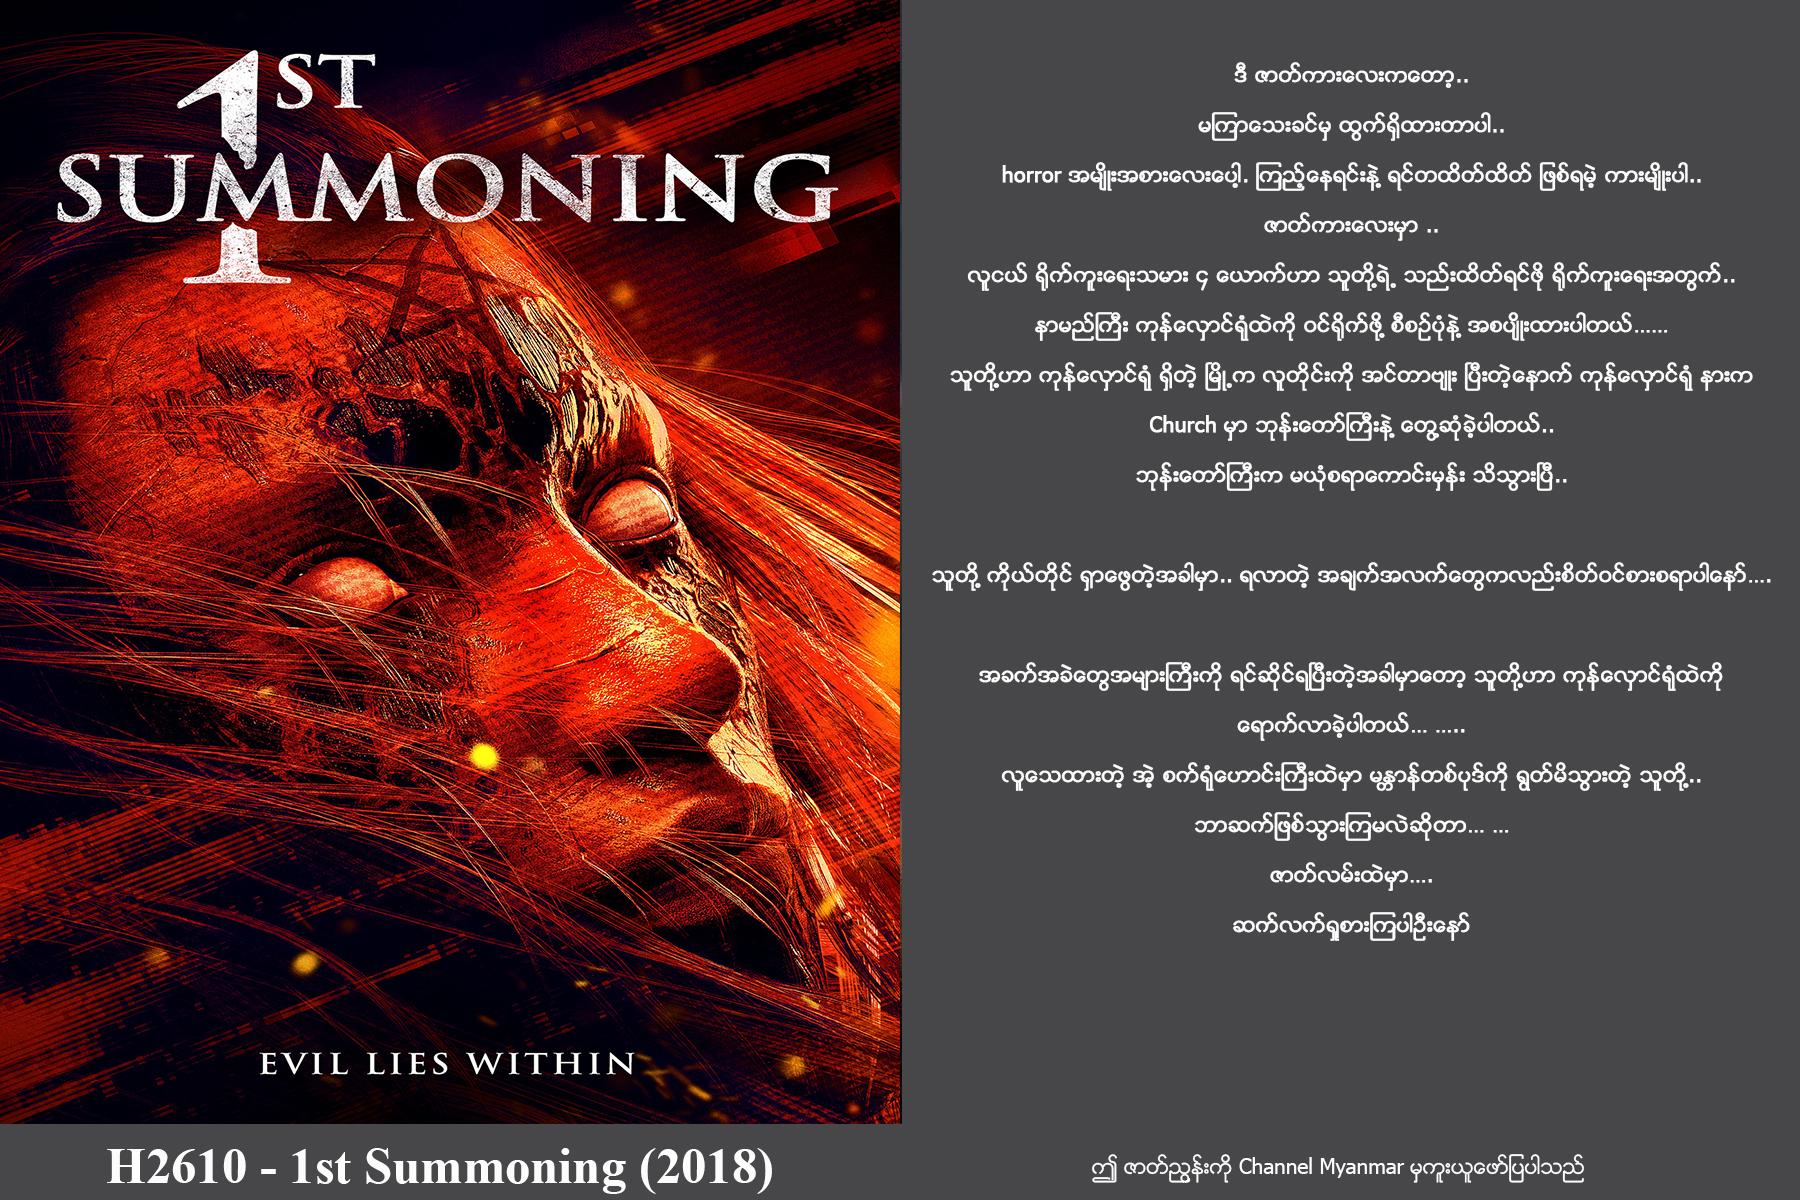 1ST
SUMMONING
EVIL LIES WITHIN
H2610 - 1st Summoning (2018)
ဒီ ဇာတ်ကားလေးကတော့..
မကြာသေးခင်မှ ထွက်ရှိထားတာပါ..
horror အမျိုးအစားလေးပေါ့. ကြည့်နေရင်းနဲ့ ရင်တထိတ်ထိတ် ဖြစ်ရမဲ့ ကားမျိုးပါ..
ဇာတ်ကားလေးမှာ ..
လူငယ် ရိုက်ကူးရေးသမား ၄ ယောက်ဟာ သူတို့ရဲ့ သည်းထိတ်ရင်ဖို ရိုက်ကူးရေးအတွက်..
နာမည်ကြီး ကုန်လှောင်ရုံထဲကို ဝင်ရိုက်ဖို့ စီစဉ်ပုံနဲ့ အစပျိုးထားပါတယ်......
သူတို့ဟာ ကုန်လှောင်ရုံ ရှိတဲ့ မြို့က လူတိုင်းကို အင်တာဗျူး ပြီးတဲ့နောက် ကုန်လှောင်ရုံ နားက
Church မှာ ဘုန်းတော်ကြီးနဲ့ တွေ့ဆုံခဲ့ပါတယ်..
ဘုန်းတော်ကြီးက မယုံစရာကောင်းမှန်း သိသွားပြီ..
သူတို့ ကိုယ်တိုင် ရှာဖွေတဲ့အခါမှာ.. ရလာတဲ့ အချက်အလက်တွေကလည်းစိတ်ဝင်စားစရာပါနော်....
အခက်အခဲတွေအများကြီးကို ရင်ဆိုင်ရပြီးတဲ့အခါမှာတော့ သူတို့ဟာ ကုန်လှောင်ရုံထဲကို
ရောက်လာခဲ့ပါတယ်... .....
လူသေထားတဲ့ အဲ့ စက်ရုံဟောင်းကြီးထဲမှာ မန္တာန်တစ်ပုဒ်ကို ရွတ်မိသွားတဲ့ သူတို့..
ဘာဆက်ဖြစ်သွားကြမလဲဆိုတာ... ...
ဇာတ်လမ်းထဲမှာ....
ဆက်လက်ရှုစားကြပါဦးနော်
ဤ ဇာတ်ညွှန်းကို Channel Myanmar မှကူးယူဖော်ပြပါသည်